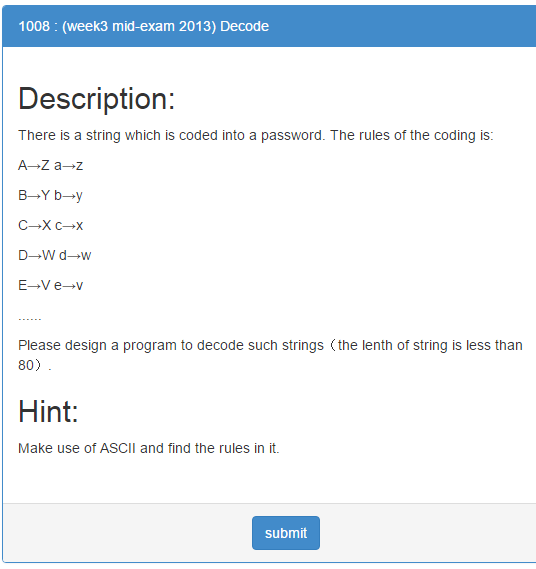 1008 : (week3 mid-exam 2013) Decode
Description:
There is a string which is coded into a password. The rules of the coding is:
A→Z a→z
B→Y b→y
C→X c→x
D→W d→w
E→V e→v
......
Please design a program to decode such strings（the lenth of string is less than
80）.
Hint:
Make use of ASCII and find the rules in it.
submit